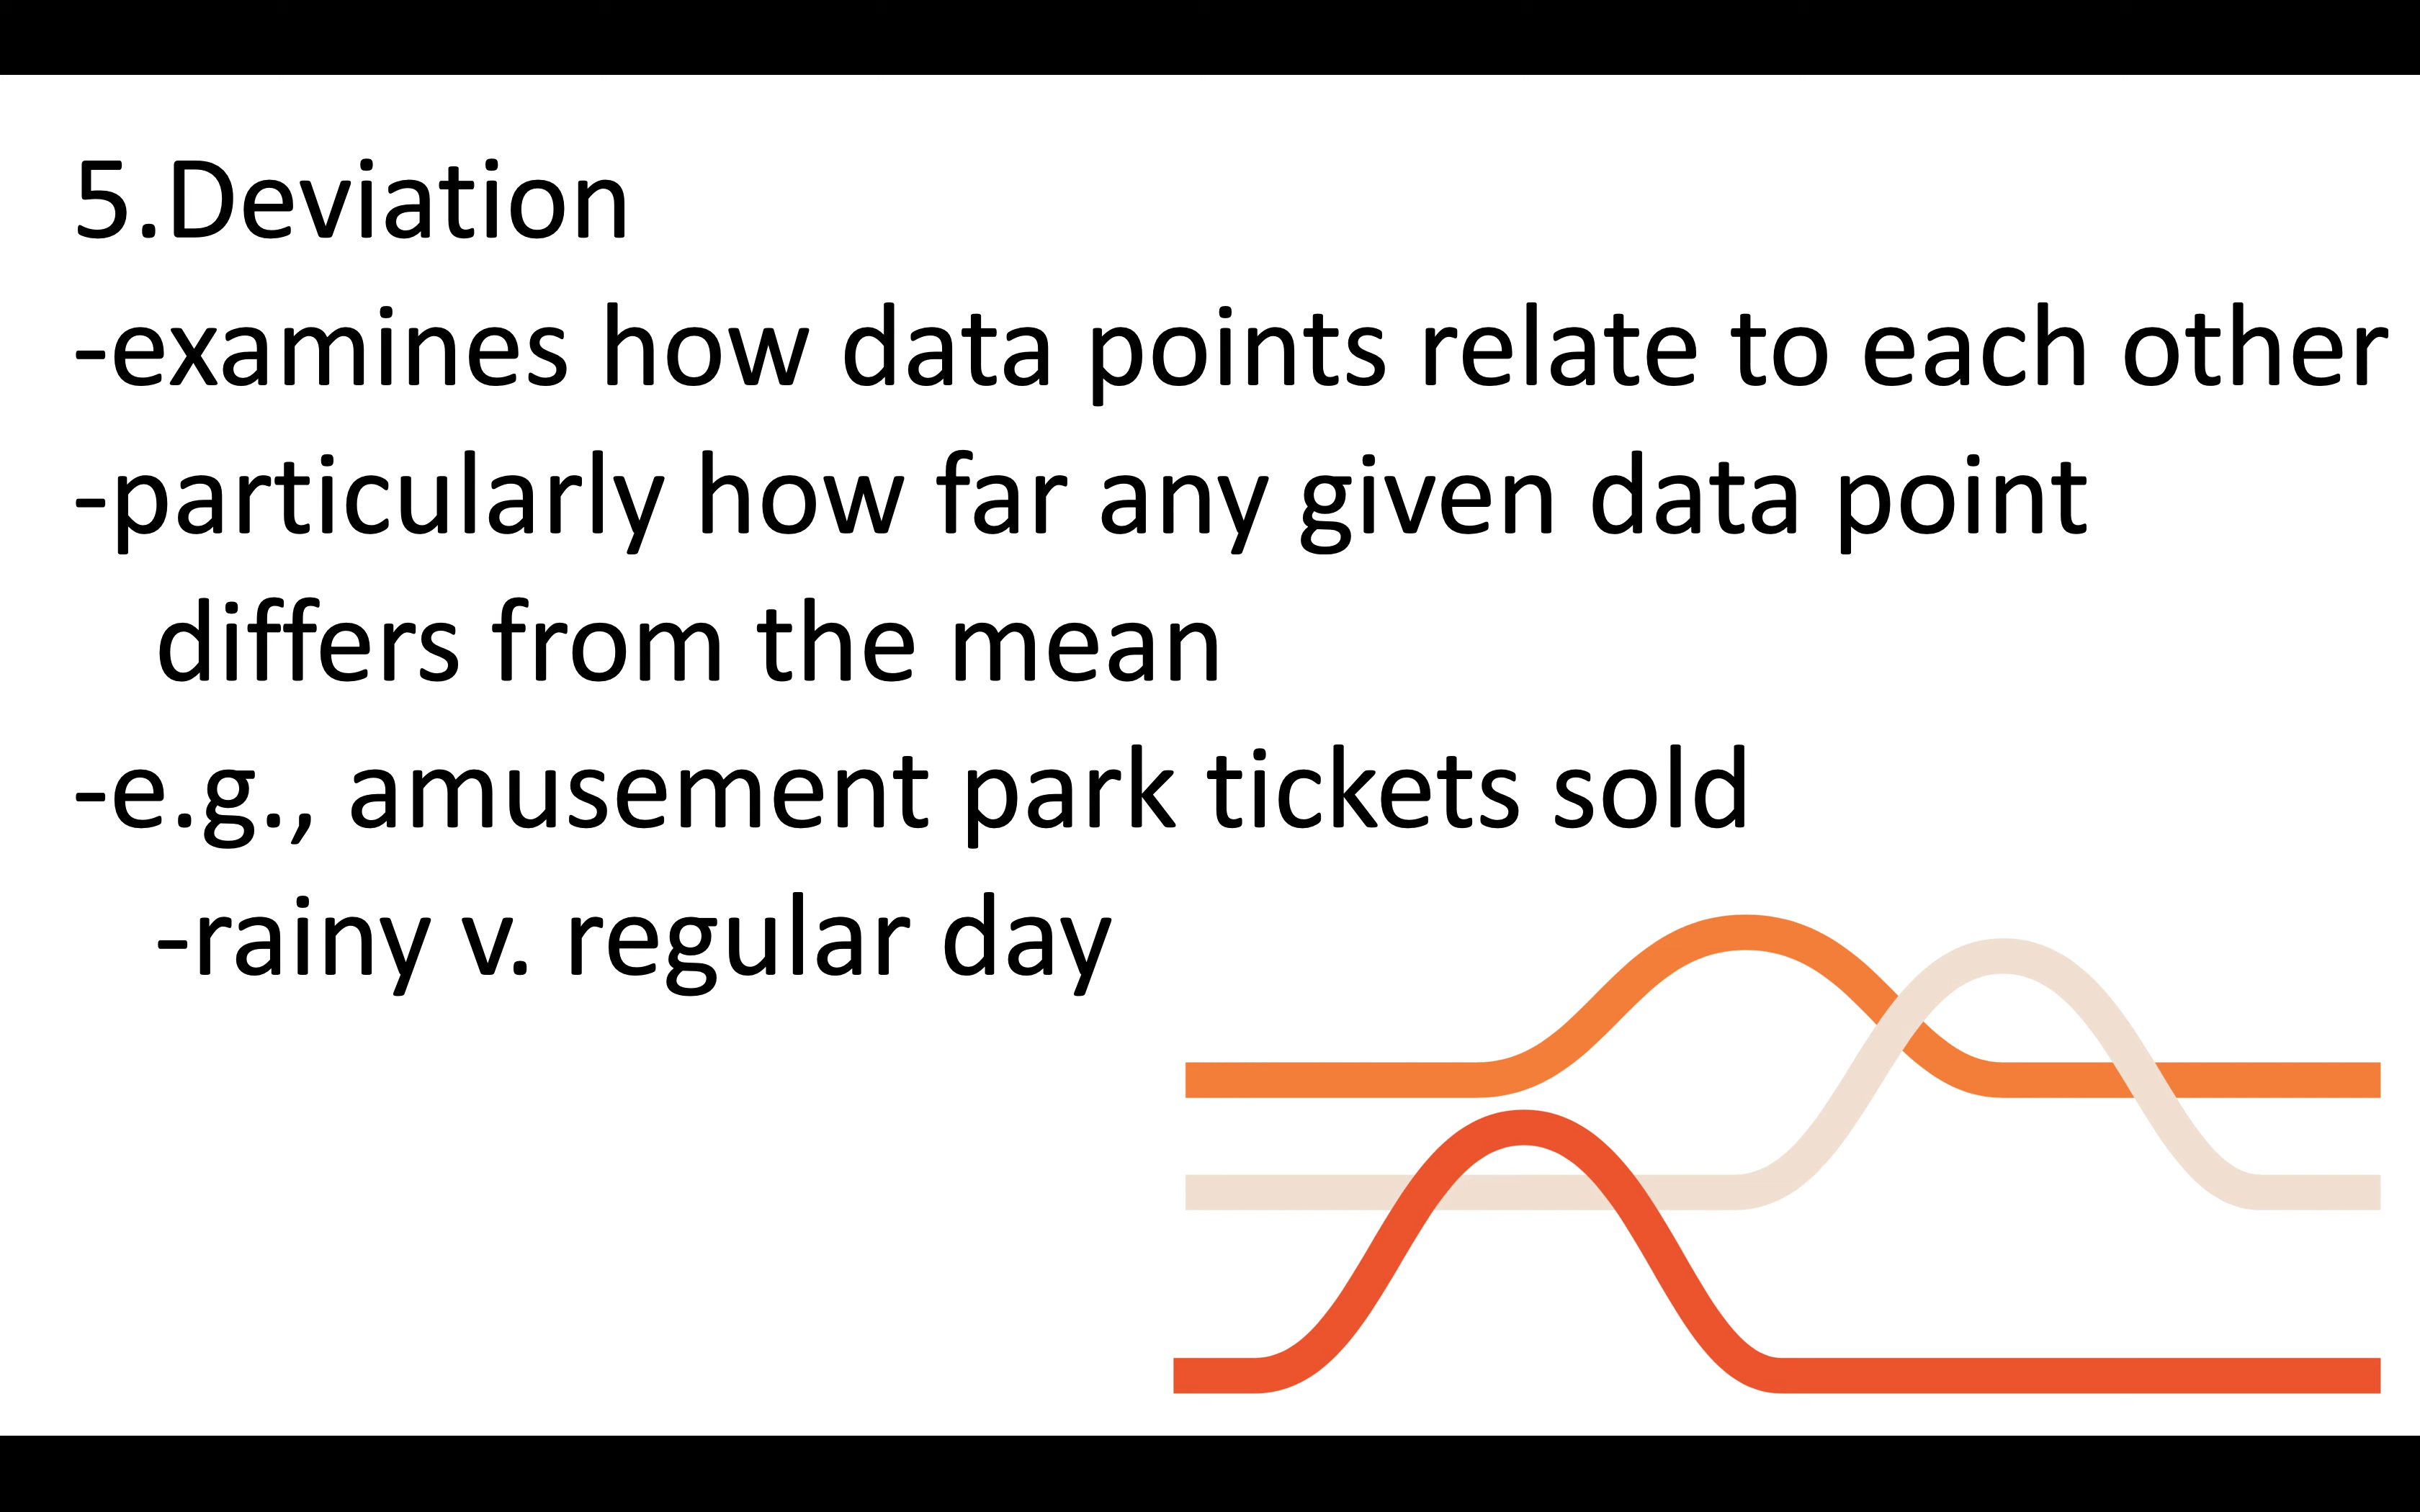 5.Deviation
-examines how data points relate to each other
-particularly how far any given data point
differs from the mean
-e.g., amusement park tickets sold
-rainy v. regular day